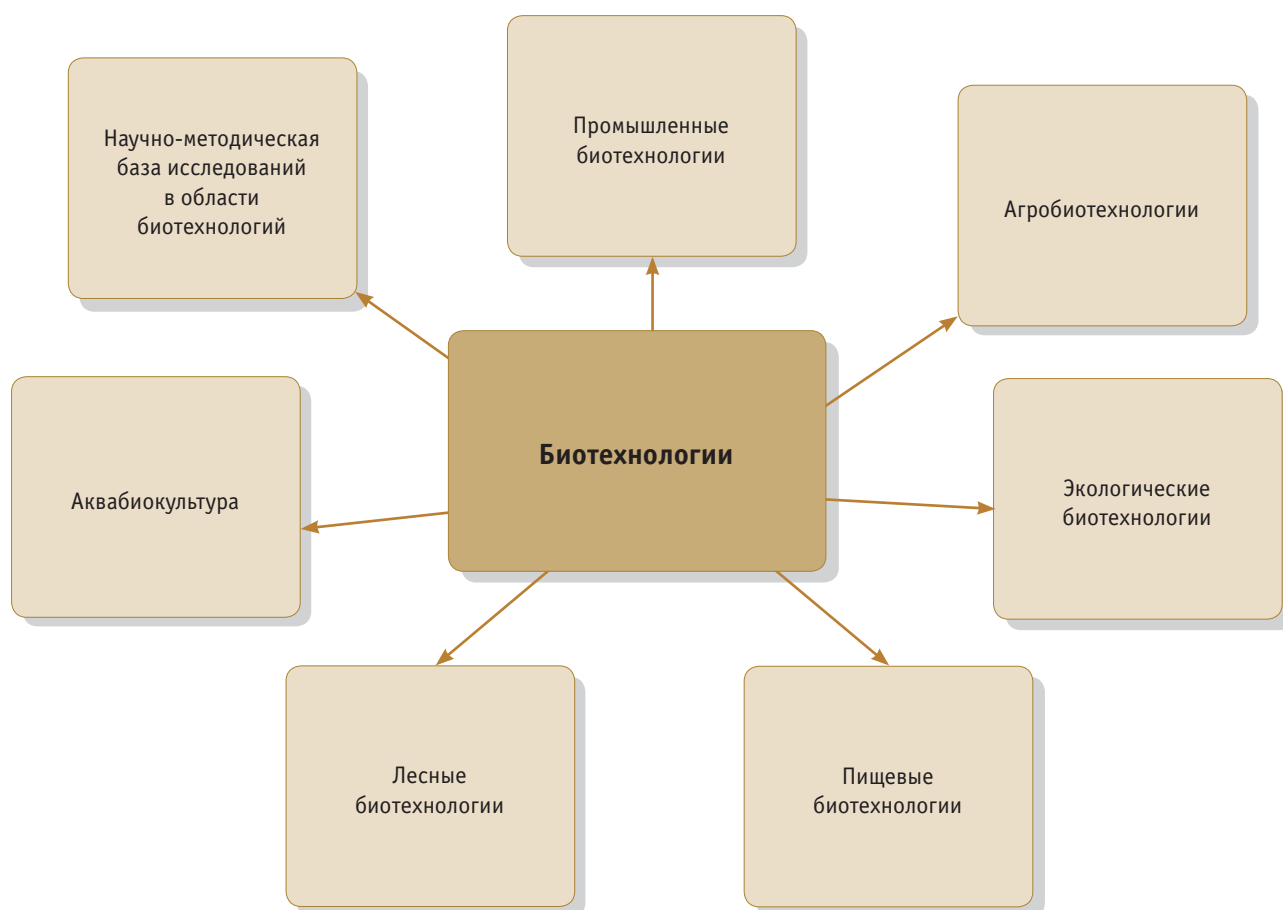 Научно-методическая
база исследований
в области
биотехнологий
Промышленные
биотехнологии
Агробиотехнологии
Биотехнологии
Аквабиокультура
Экологические
биотехнологии
Лесные
биотехнологии
Пищевые
биотехнологии